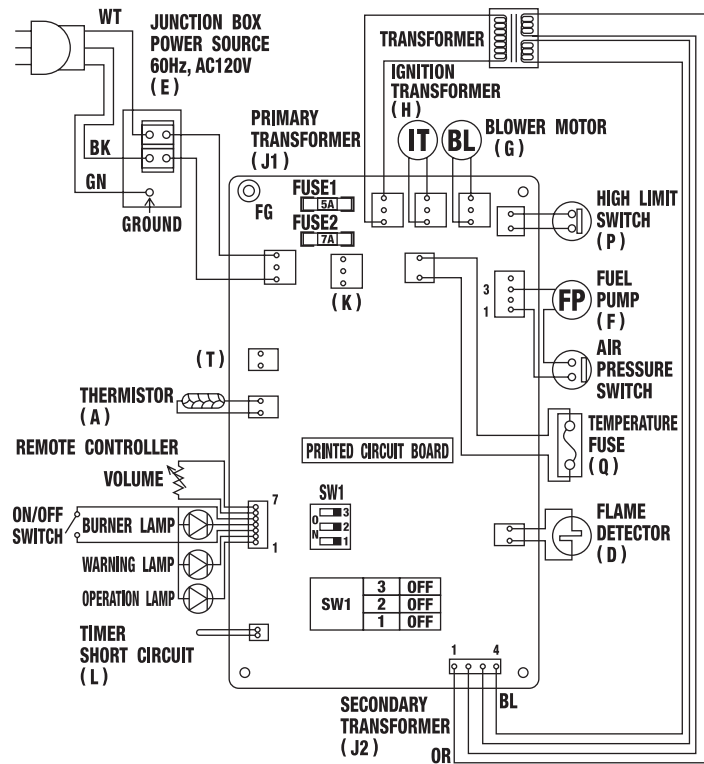 WT
JUNCTION BOX
POWER SOURCE
60Hz, AC120V
( E )
BK
GN
GROUND
TRANSFORMER
IGNITION
TRANSFORMER
( H )
PRIMARY
TRANSFORMER
( J1 )
IT
BL
BLOWER MOTOR
( G )
FG
FUSE1
5A
FUSE2
7A
( K )
HIGH LIMIT
SWITCH
( P )
3
1
FP
FUEL
PUMP
( F )
AIR
PRESSURE
SWITCH
( T )
THERMISTOR
( A )
REMOTE CONTROLLER
VOLUME
ON/OFF
SWITCH
BURNER LAMP
WARNING LAMP
OPERATION LAMP
7
1
PRINTED CIRCUIT BOARD
SW1
O
N
3
2
1
TEMPERATURE
FUSE
( Q )
FLAME
DETECTOR
( D )
SW1
3 OFF
2 OFF
1 OFF
TIMER
SHORT CIRCUIT
( L )
1 4
BL
SECONDARY
TRANSFORMER
( J2 )
OR